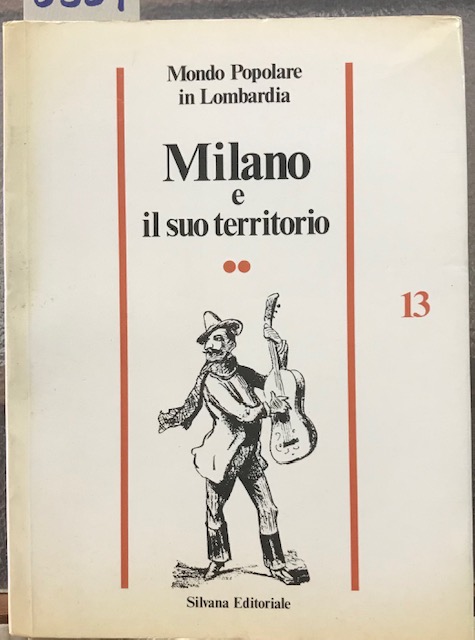 Mondo Popolare
in Lombardia
Milano
e
il suo territorio
13
Silvana Editoriale